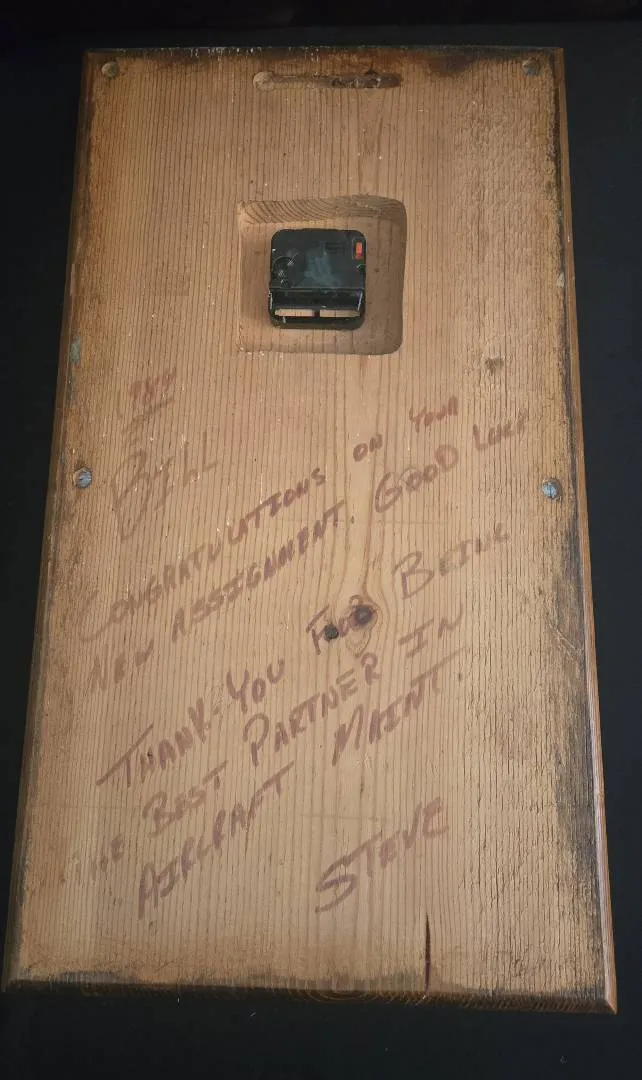 Bill
CONGRATULATIONS ON YOUR
NEW ASSIGNMENT. GOOD LUCK
THANK-YOU FOR BEING
THE BEST PARTNER IN
AIRCRAFT MAINT.
STEVE